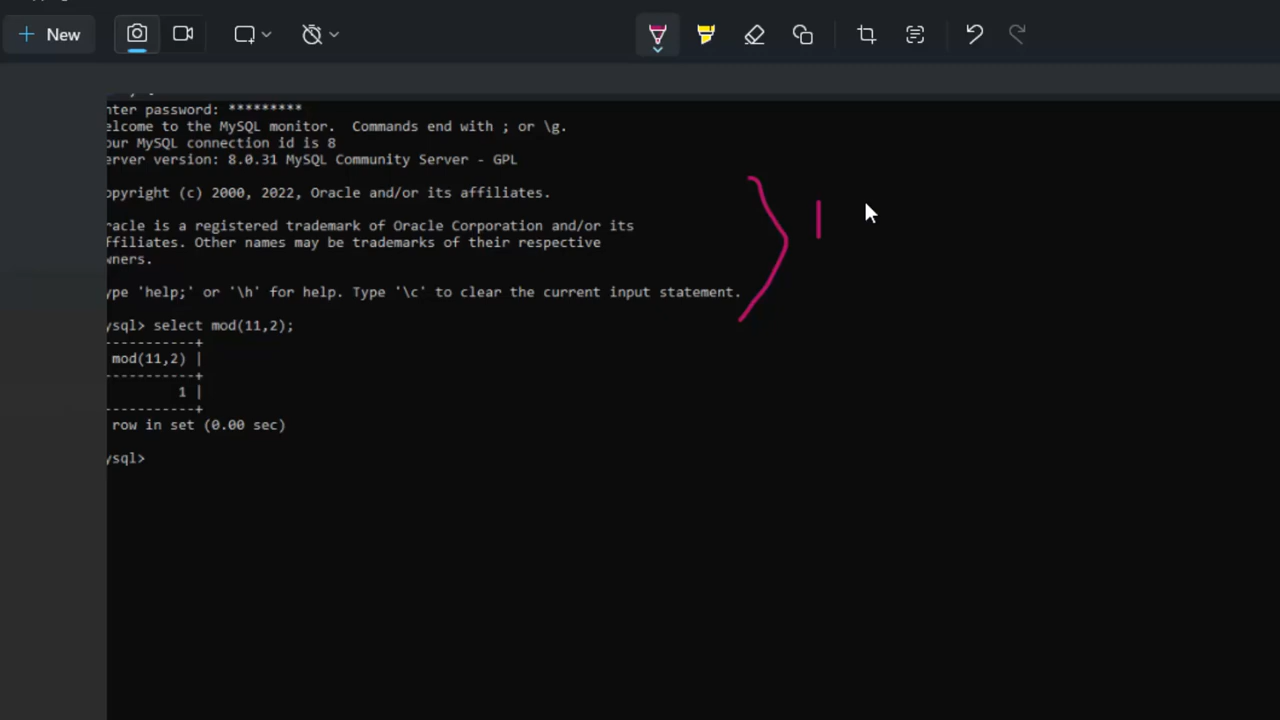 New
nter password: *********
elcome to the MySQL monitor.  Commands end with ; or \g.
our MySQL connection id is 8
erver version: 8.0.31 MySQL Community Server - GPL
opyright (c) 2000, 2022, Oracle and/or its affiliates.
racle is a registered trademark of Oracle Corporation and/or its
ffiliates. Other names may be trademarks of their respective
wners.
ype 'help;' or '\h' for help. Type '\c' to clear the current input statement.
ysql> select mod(11,2);
-----------+
mod(11,2) |
-----------+
1 |
-----------+
row in set (0.00 sec)
ysql>